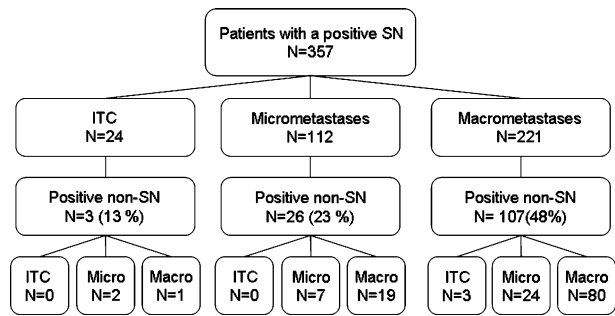 Patients with a positive SN
N=357
ITC
N=24
Micrometastases
N=112
Macrometastases
N=221
Positive non-SN
N=3 (13 %)
Positive non-SN
N=26 (23 %)
Positive non-SN
N= 107(48%)
ITC
N=0
Micro
N=2
Macro
N=1
ITC
N=0
Micro
N=7
Macro
N=19
ITC
N=3
Micro
N=24
Macro
N=80